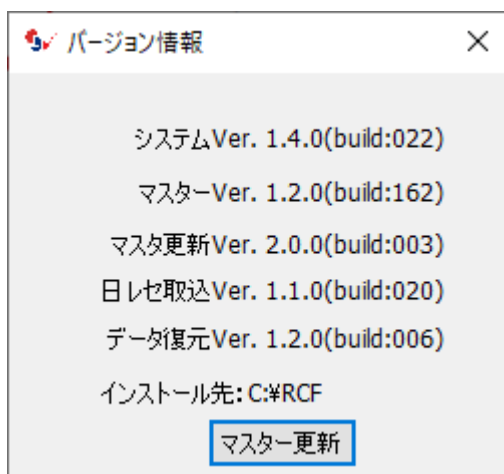 バージョン情報
システムVer. 1.4.0(build:022)
マスターVer. 1.2.0(build:162)
マスタ更新Ver. 2.0.0(build:003)
日レセ取込Ver. 1.1.0(build:020)
データ復元Ver. 1.2.0(build:006)
インストール先: C:¥RCF
マスター更新